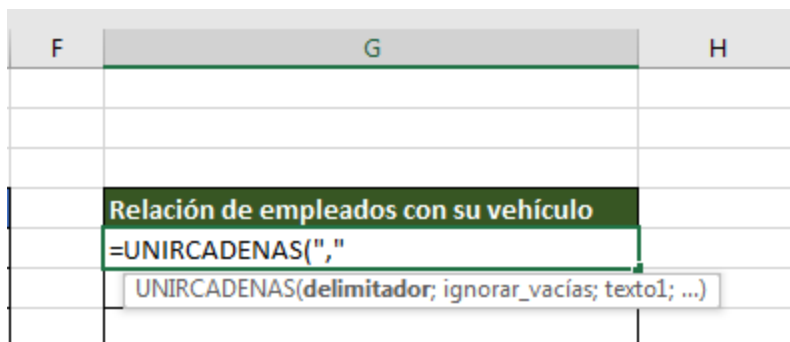 F G H
Relación de empleados con su vehículo
=UNIRCADENAS(","
UNIRCADENAS(delimitador; ignorar_vacías; texto1; ...)